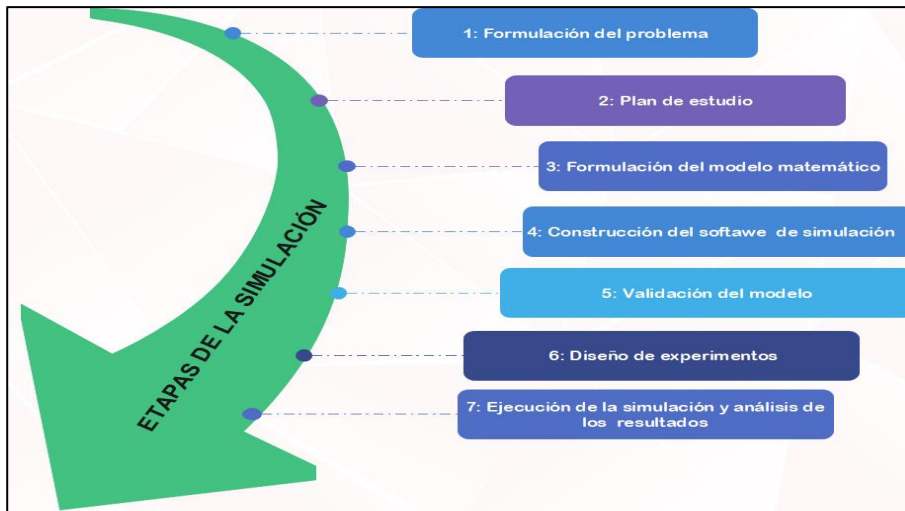 1: Formulación del problema
2: Plan de estudio
3: Formulación del modelo matemático
4: Construcción del softawe de simulación
5: Validación del modelo
6: Diseño de experimentos
7: Ejecución de la simulación y análisis de
los resultados
ETAPAS DE LA SIMULACIÓN